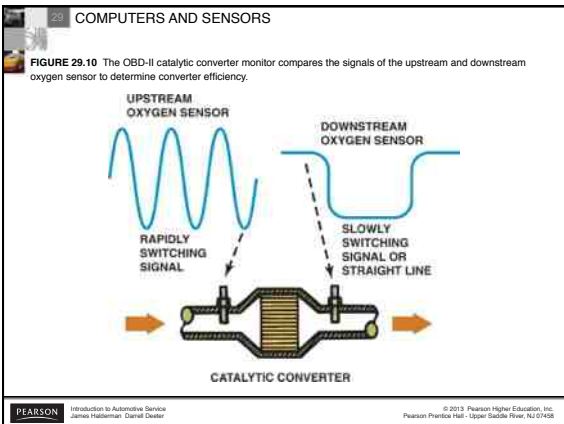 29 COMPUTERS AND SENSORS
FIGURE 29.10 The OBD-II catalytic converter monitor compares the signals of the upstream and downstream
oxygen sensor to determine converter efficiency.
UPSTREAM
OXYGEN SENSOR
DOWNSTREAM
OXYGEN SENSOR
RAPIDLY
SWITCHING
SIGNAL
SLOWLY
SWITCHING
SIGNAL OR
STRAIGHT LINE
CATALYTIC CONVERTER
PEARSON
Introduction to Automotive Service
James Halderman Darrell Deeter
© 2013 Pearson Higher Education, Inc.
Pearson Prentice Hall - Upper Saddle River, NJ 07458